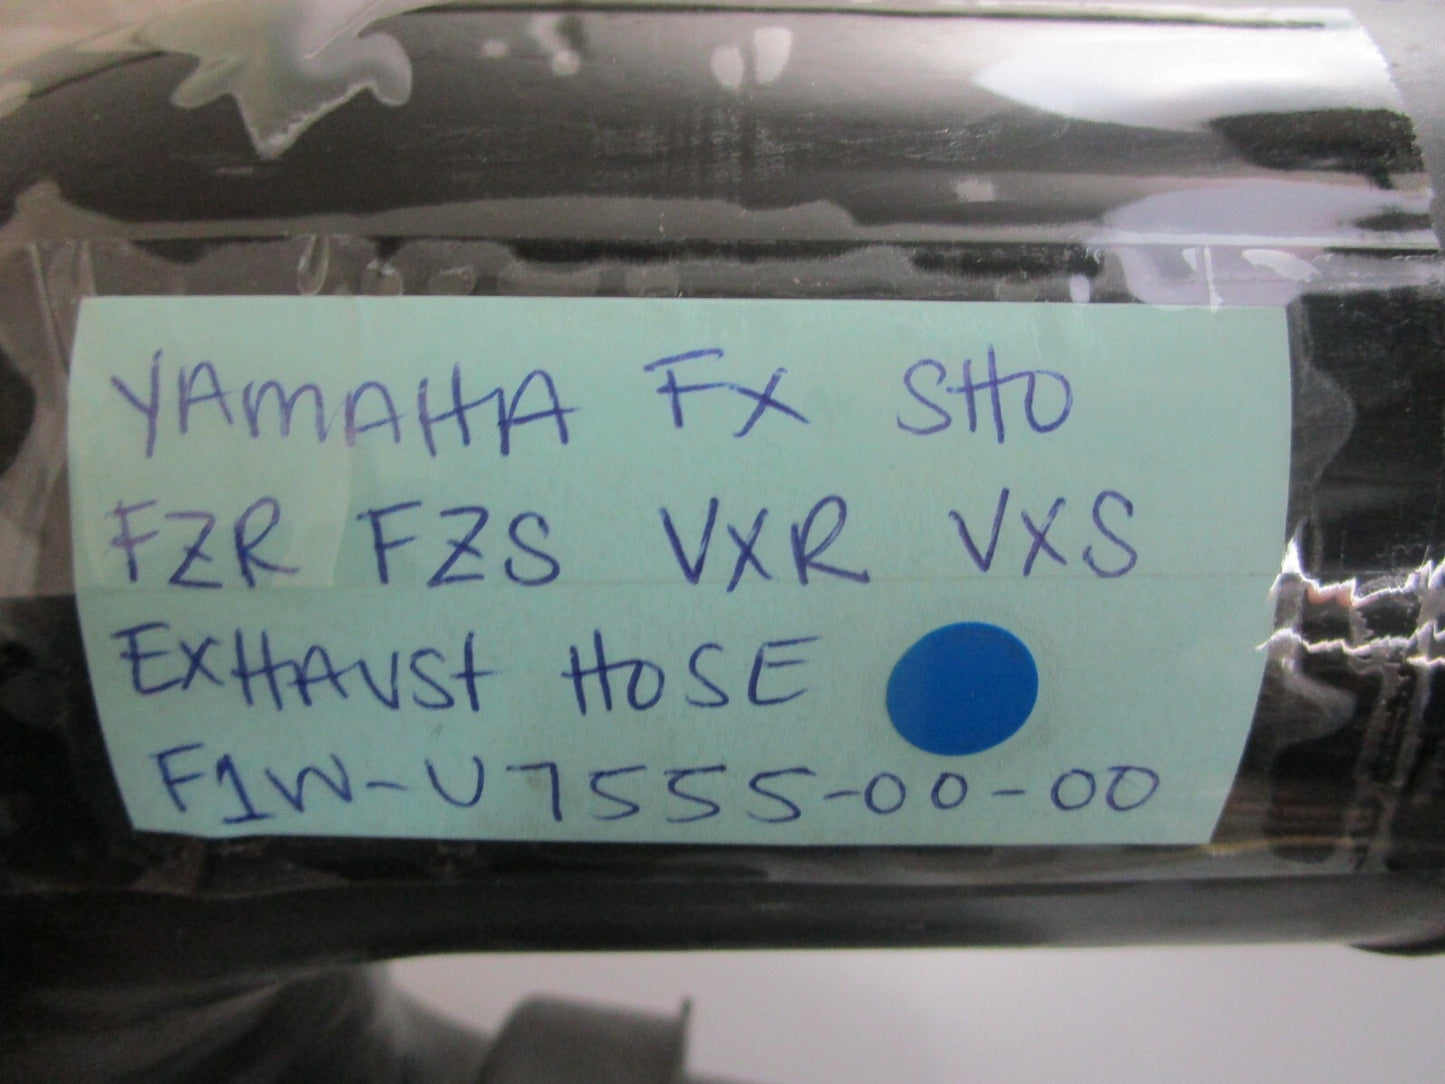 YAMAHA FX SHO
FZR FZS VXR VXS
EXHAUSt HOSE
F1W-U7555-00-00